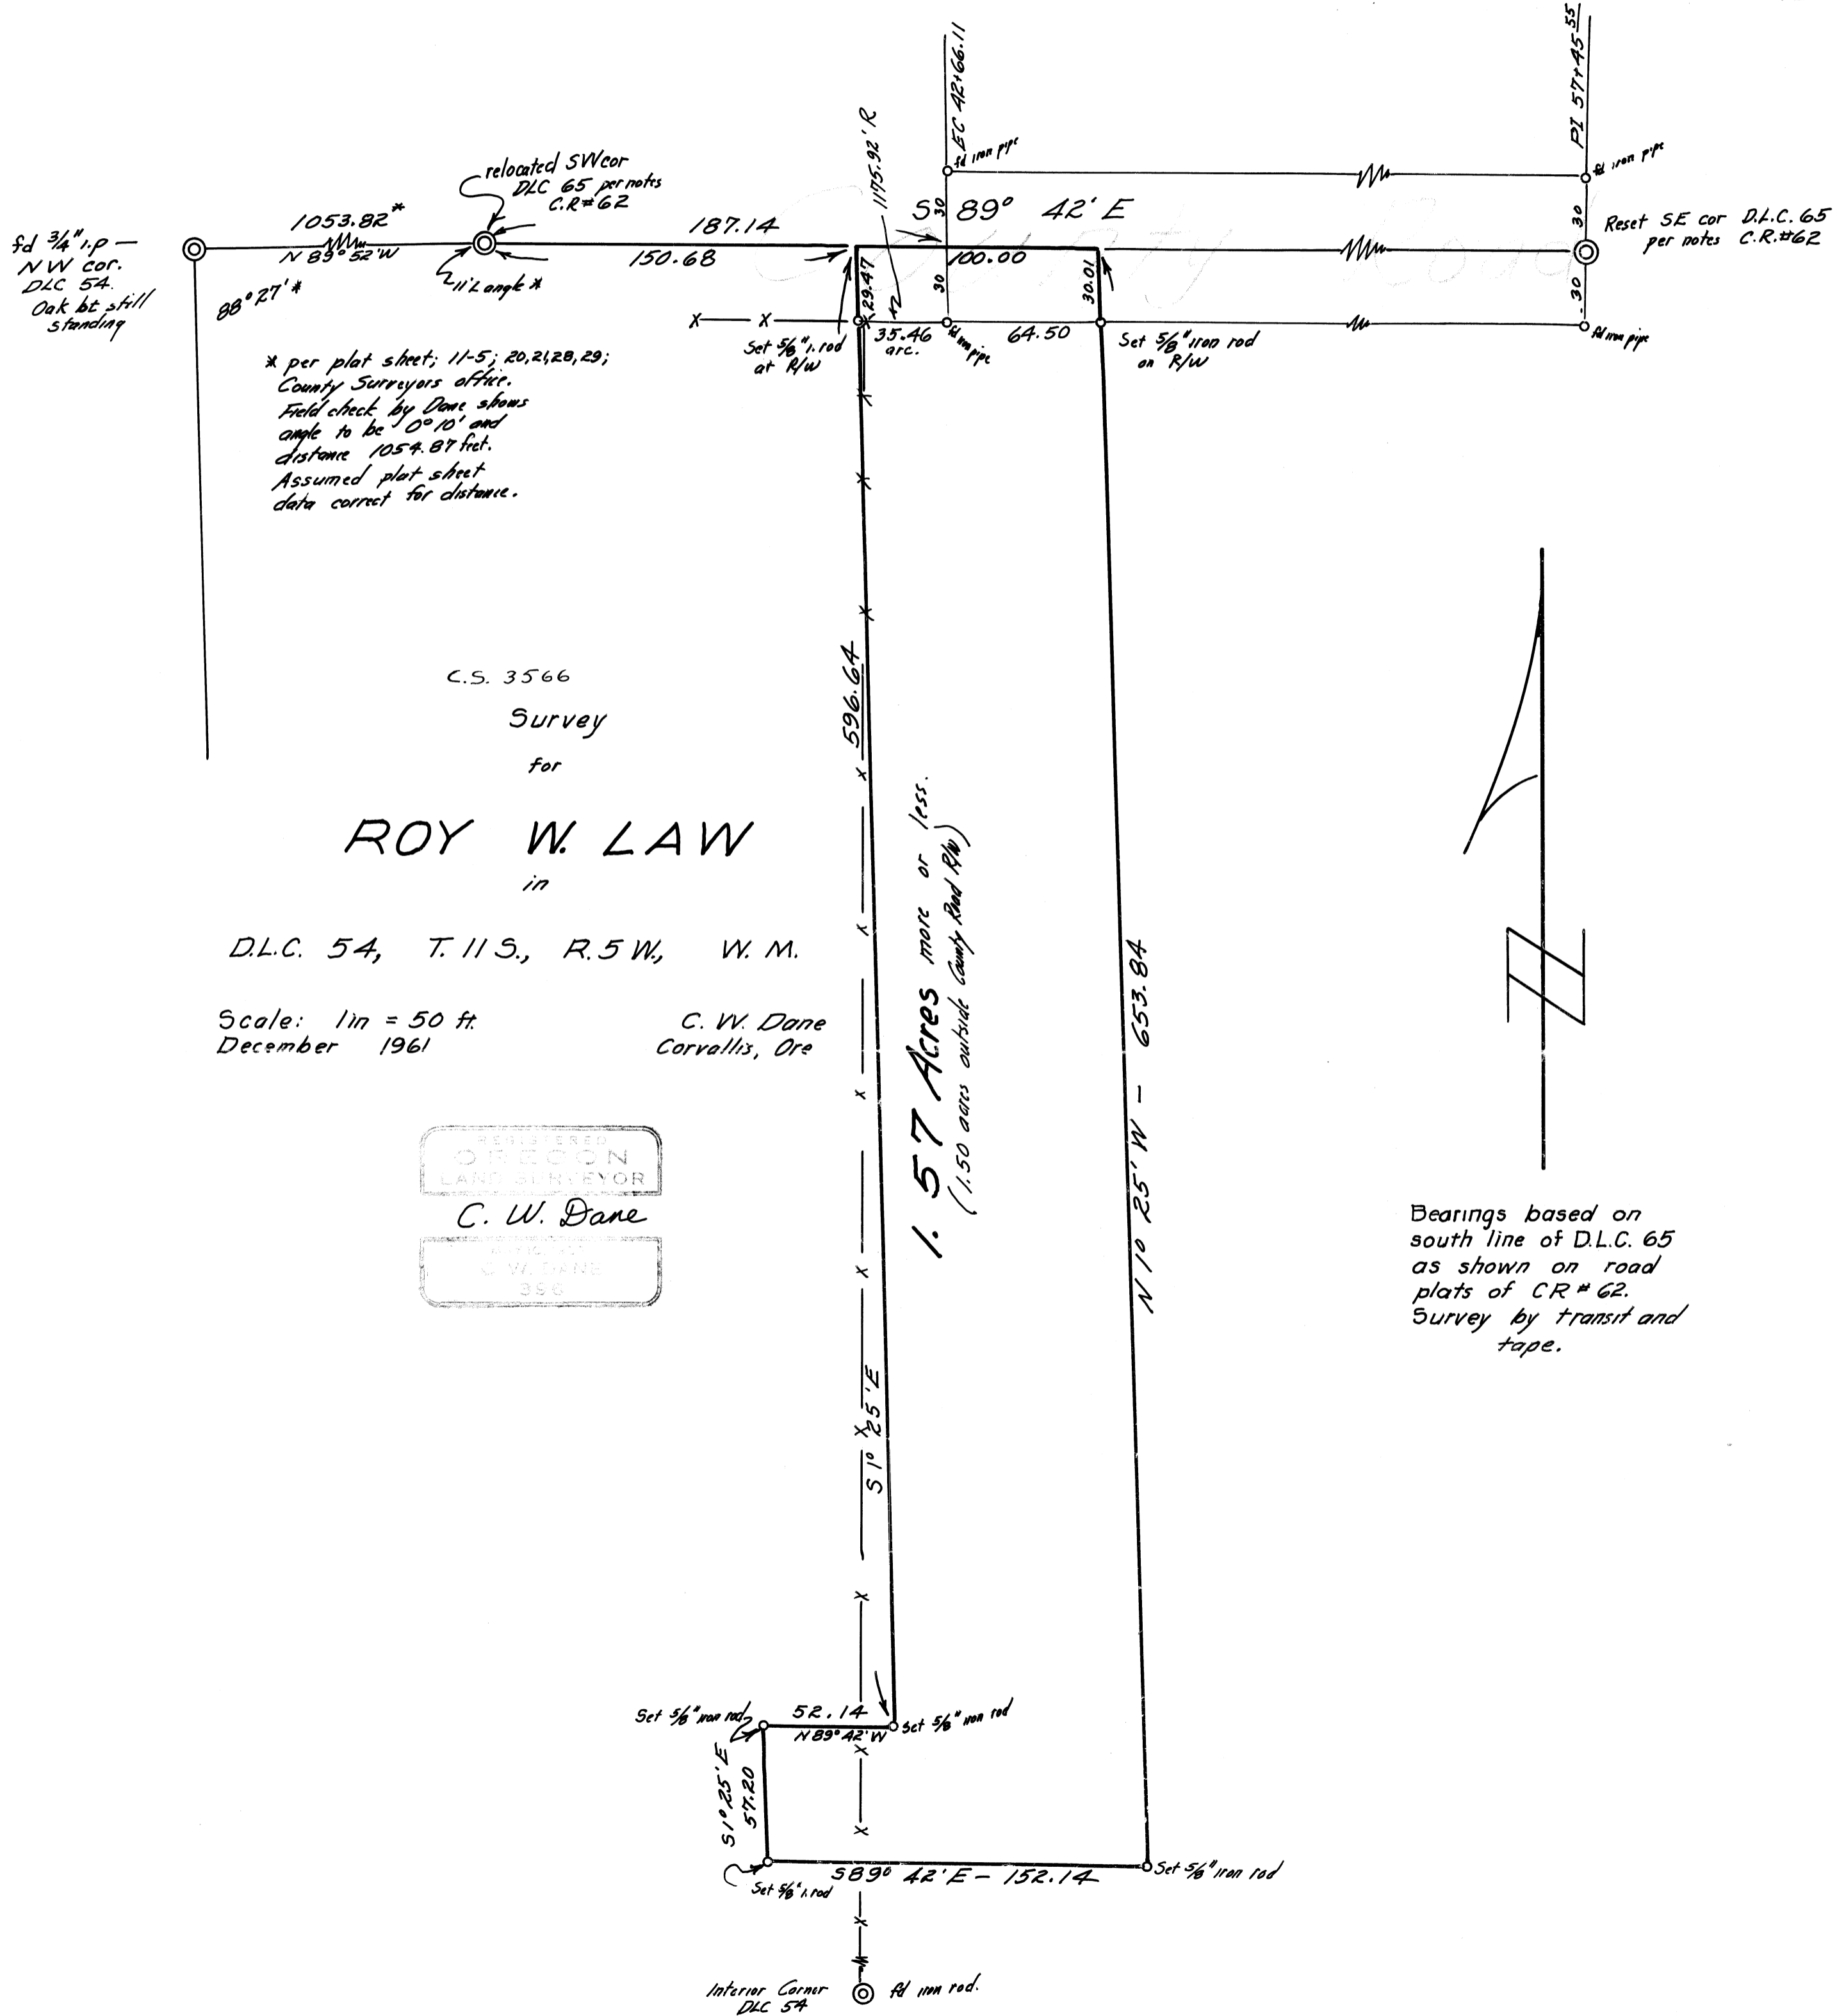 EC 42+66.11
PI 57+45 55
1175.92' R
fd iron pipe
fd iron pipe
relocated SW cor
DLC 65 per notes
C.R #62
fd 3/4" i.p —
NW cor.
DLC 54.
Oak bt still
standing
1053.82*
N 89° 52' W
88° 27' *
11' L angle *
187.14
150.68
S 89° 42' E
100.00
30
30
30
30
29.47
30.01
Reset SE cor D.L.C. 65
per notes C.R.#62
County Road
35.46
arc.
fd iron pipe
64.50
Set 5/8" i. rod
at R/W
Set 5/8" iron rod
on R/W
fd iron pipe
* per plat sheet; 11-5; 20,21,28,29;
County Surveyors office.
Field check by Dane shows
angle to be 0° 10' and
distance 1054.87 feet.
Assumed plat sheet
data correct for distance.
C.S. 3566
Survey
for
ROY W. LAW
in
D.L.C. 54, T. 11 S., R. 5 W., W. M.
Scale: 1 in = 50 ft.
December 1961
C. W. Dane
Corvallis, Ore
REGISTERED
OREGON
LAND SURVEYOR
C. W. Dane
C. W. DANE
396
596.64
S 1° 25' E
1.57 Acres more or less.
(1.50 acres outside County Road R/W)
N 1° 25' W — 653.84
N
Bearings based on
south line of D.L.C. 65
as shown on road
plats of CR # 62.
Survey by transit and
tape.
Set 5/8" iron rod
52.14
N 89° 42' W
Set 5/8" iron rod
S 1° 25' E
57.20
S 89° 42' E — 152.14
Set 5/8" i. rod
Set 5/8" iron rod
Interior Corner
DLC 54
fd iron rod.